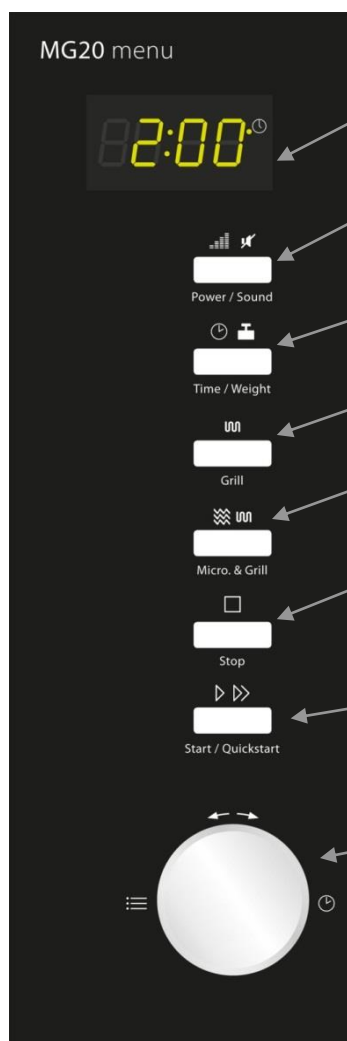 MG20 menu
2:00
Power / Sound
Time / Weight
Grill
Micro. & Grill
Stop
Start / Quickstart